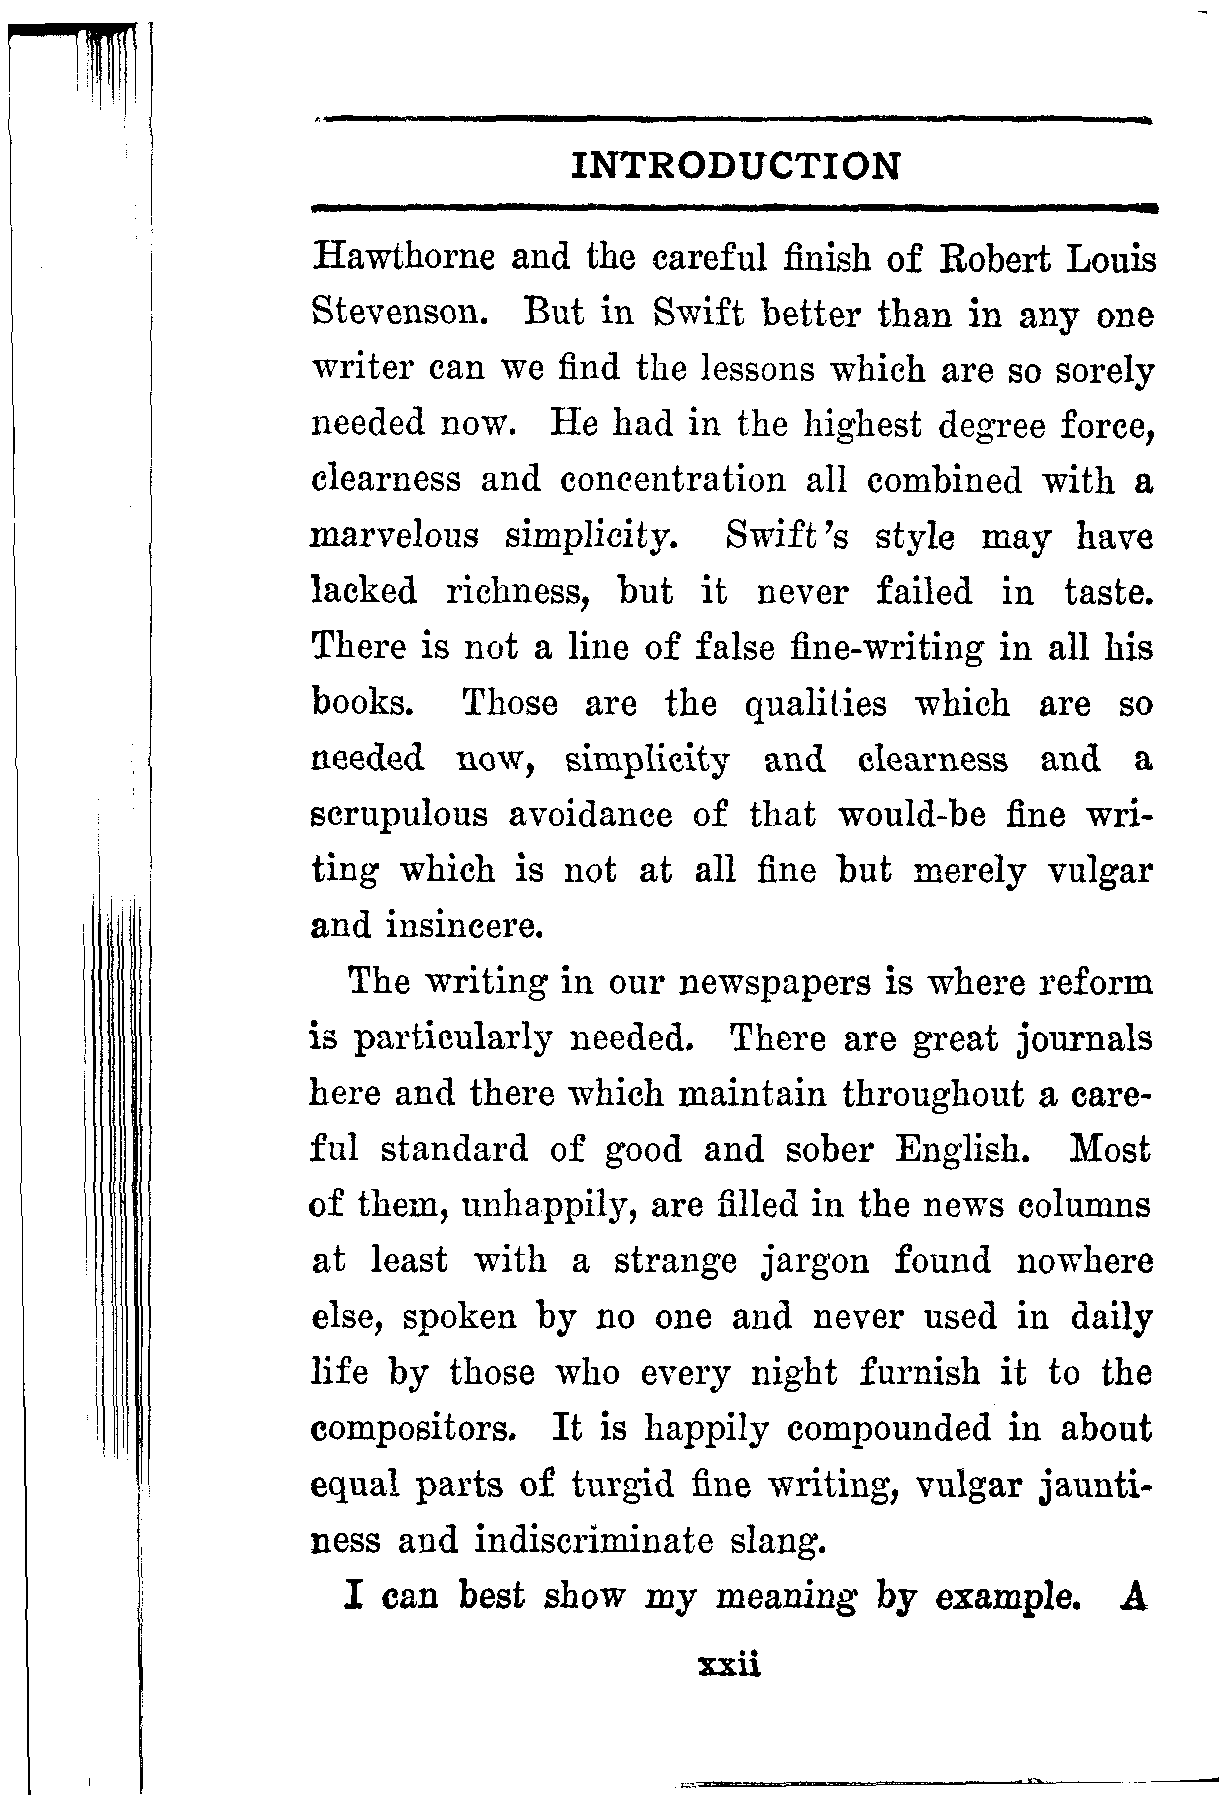 INTRODUCTION
Hawthorne and the careful finish of Robert Louis
Stevenson. But in Swift better than in any one
writer can we find the lessons which are so sorely
needed now. He had in the highest degree force,
clearness and concentration all combined with a
marvelous simplicity. Swift's style may have
lacked richness, but it never failed in taste.
There is not a line of false fine-writing in all his
books. Those are the qualities which are so
needed now, simplicity and clearness and a
scrupulous avoidance of that would-be fine wri-
ting which is not at all fine but merely vulgar
and insincere.
The writing in our newspapers is where reform
is particularly needed. There are great journals
here and there which maintain throughout a care-
ful standard of good and sober English. Most
of them, unhappily, are filled in the news columns
at least with a strange jargon found nowhere
else, spoken by no one and never used in daily
life by those who every night furnish it to the
compositors. It is happily compounded in about
equal parts of turgid fine writing, vulgar jaunti-
ness and indiscriminate slang.
I can best show my meaning by example. A
xxii